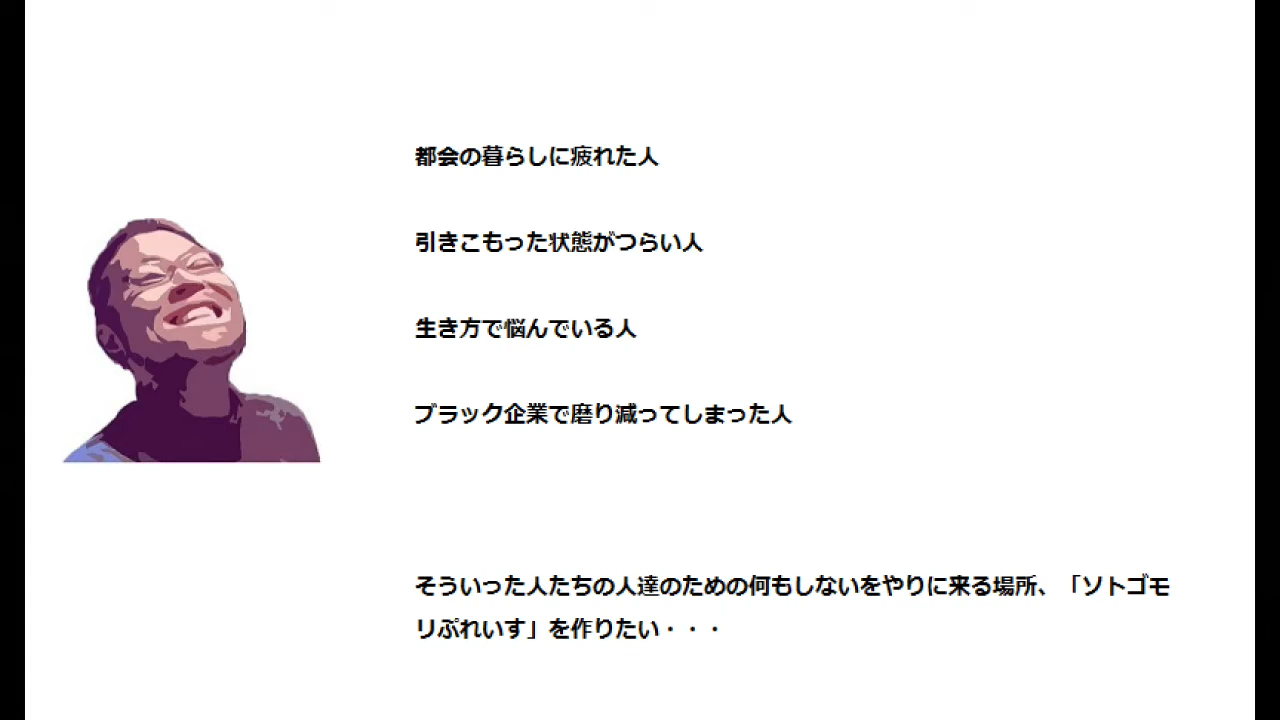 都会の暮らしに疲れた人
引きこもった状態がつらい人
生き方で悩んでいる人
ブラック企業で磨り減ってしまった人
そういった人たちの人達のための何もしないをやりに来る場所、「ソトゴモ
リぷれいす」を作りたい・・・